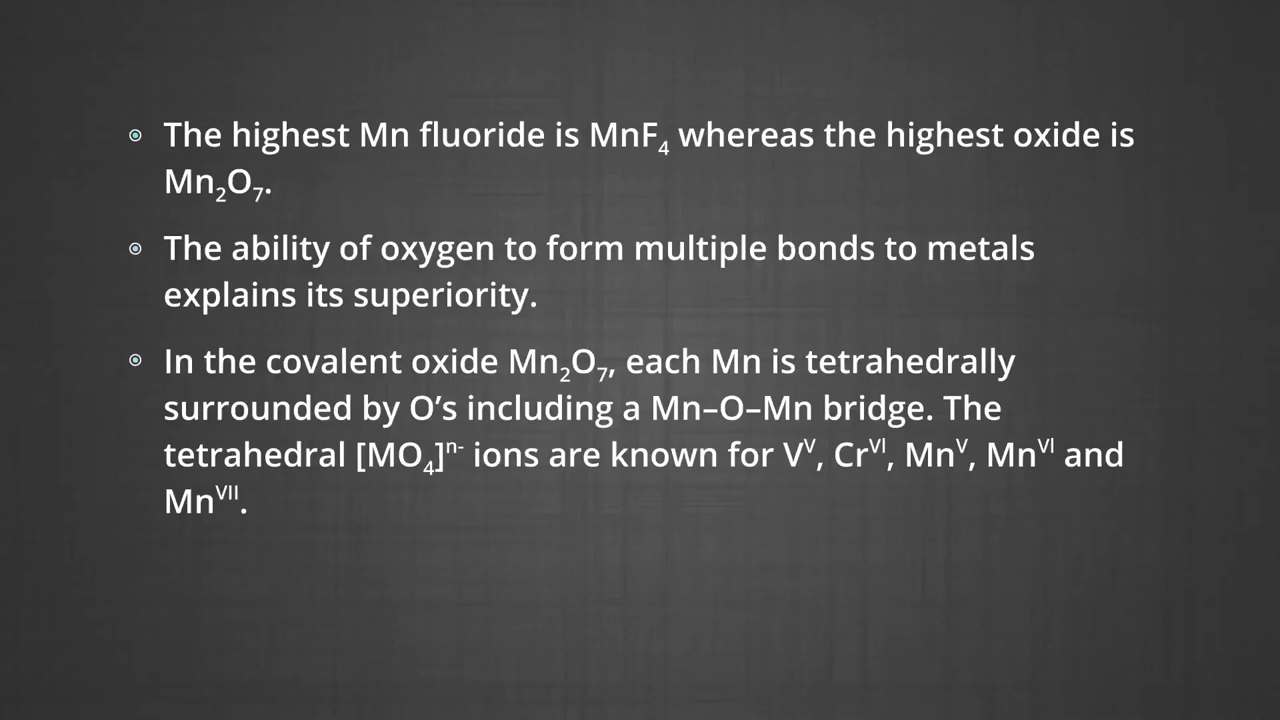 The highest Mn fluoride is MnF₄ whereas the highest oxide is
Mn₂O₇.
The ability of oxygen to form multiple bonds to metals
explains its superiority.
In the covalent oxide Mn₂O₇, each Mn is tetrahedrally
surrounded by O’s including a Mn–O–Mn bridge. The
tetrahedral [MO₄]ⁿ⁻ ions are known for Vⱽ, Crⱽᴵ, Mnⱽ, Mnⱽᴵ and
Mnⱽᴵᴵ.